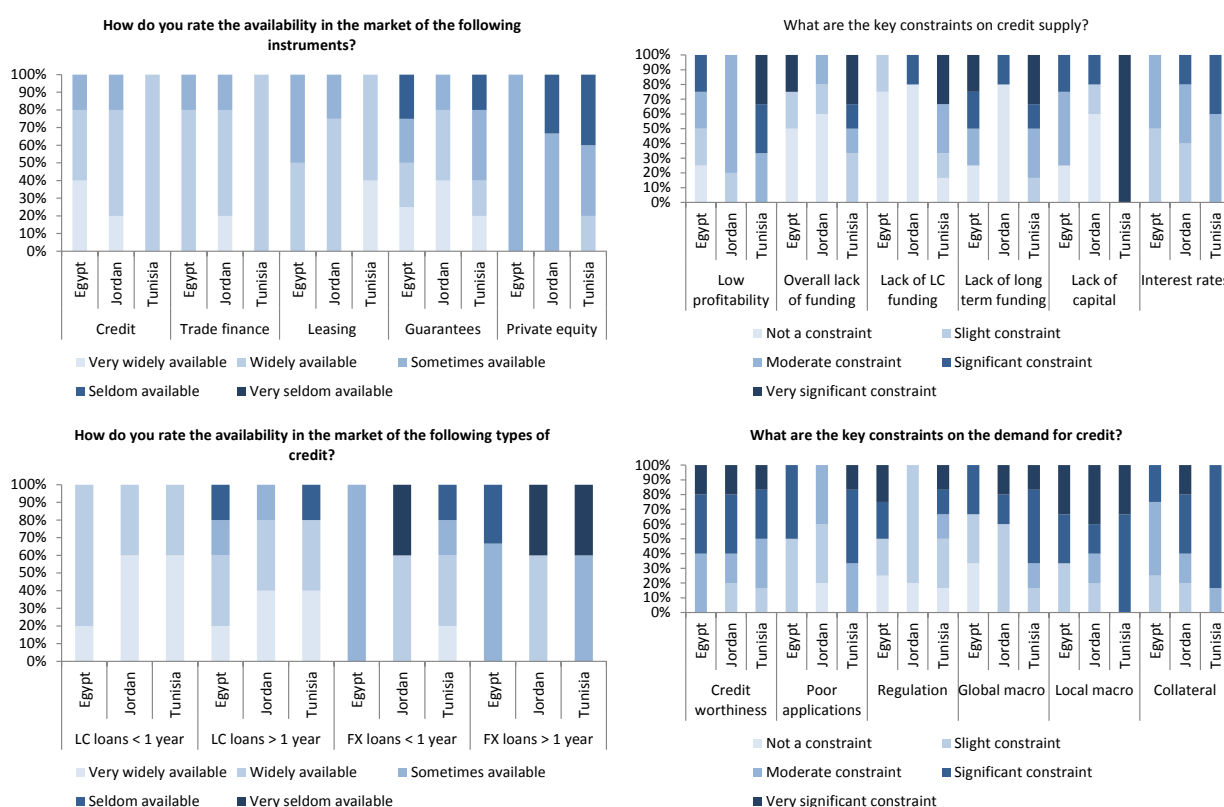 How do you rate the availability in the market of the following
instruments?
100%
90%
80%
70%
60%
50%
40%
30%
20%
10%
0%
Egypt Jordan Tunisia Egypt Jordan Tunisia Egypt Jordan Tunisia Egypt Jordan Tunisia Egypt Jordan Tunisia
Credit Trade finance Leasing Guarantees Private equity
Very widely available Widely available Sometimes available
Seldom available Very seldom available
What are the key constraints on credit supply?
100%
90%
80%
70%
60%
50%
40%
30%
20%
10%
0%
Egypt Jordan Tunisia Egypt Jordan Tunisia Egypt Jordan Tunisia Egypt Jordan Tunisia Egypt Jordan Tunisia Egypt Jordan Tunisia
Low Overall lack Lack of LC Lack of long Lack of Interest rates
profitability of funding funding term funding capital
Not a constraint Slight constraint
Moderate constraint Significant constraint
Very significant constraint
How do you rate the availability in the market of the following types of
credit?
100%
90%
80%
70%
60%
50%
40%
30%
20%
10%
0%
Egypt Jordan Tunisia Egypt Jordan Tunisia Egypt Jordan Tunisia Egypt Jordan Tunisia
LC loans < 1 year LC loans > 1 year FX loans < 1 year FX loans > 1 year
Very widely available Widely available Sometimes available
Seldom available Very seldom available
What are the key constraints on the demand for credit?
100%
90%
80%
70%
60%
50%
40%
30%
20%
10%
0%
Egypt Jordan Tunisia Egypt Jordan Tunisia Egypt Jordan Tunisia Egypt Jordan Tunisia Egypt Jordan Tunisia Egypt Jordan Tunisia
Credit Poor Regulation Global macro Local macro Collateral
worthiness applications
Not a constraint Slight constraint
Moderate constraint Significant constraint
Very significant constraint